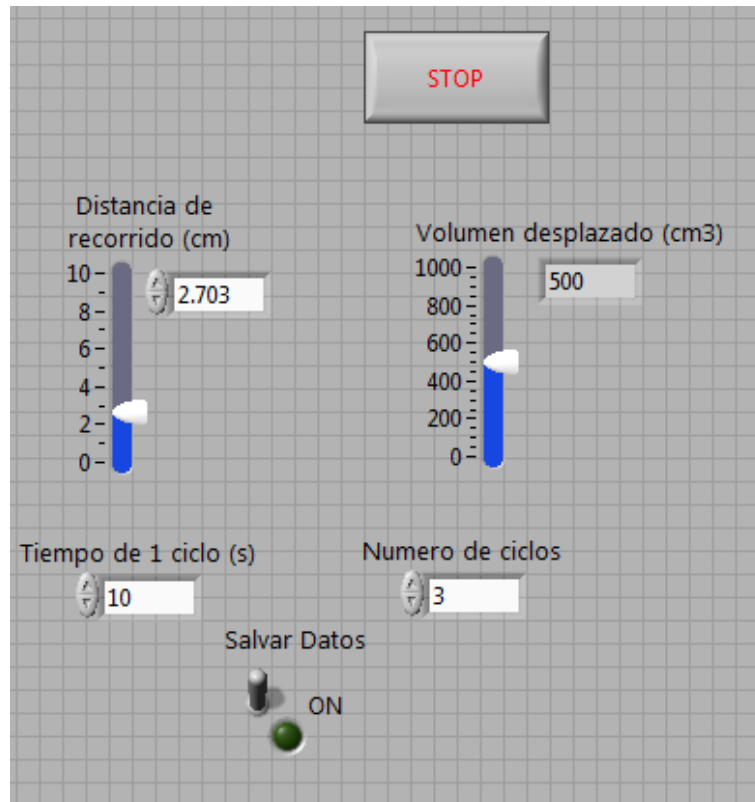 STOP
Distancia de
recorrido (cm)
10
8
6
4
2
0
2.703
Volumen desplazado (cm3)
1000
800
600
400
200
0
500
Tiempo de 1 ciclo (s)
10
Numero de ciclos
3
Salvar Datos
ON